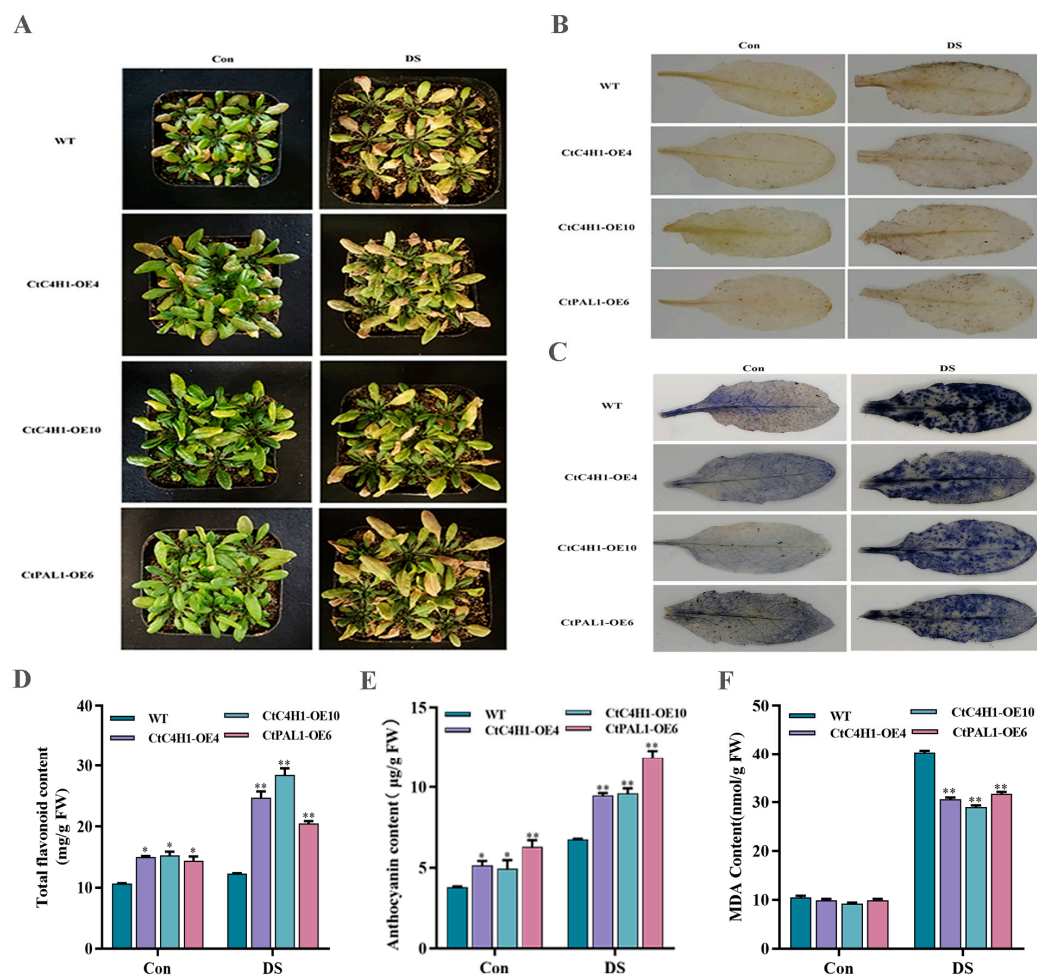 A
Con DS
WT
CtC4H1-OE4
CtC4H1-OE10
CtPAL1-OE6
B
Con DS
WT
CtC4H1-OE4
CtC4H1-OE10
CtPAL1-OE6
C
Con DS
WT
CtC4H1-OE4
CtC4H1-OE10
CtPAL1-OE6
D
Total flavonoid content
(mg/g FW)
40
30
20
10
0
WT CtC4H1-OE10
CtC4H1-OE4 CtPAL1-OE6
* * *
** ** **
Con DS
E
Anthocyanin content( μg/g FW)
15
10
5
0
WT CtC4H1-OE10
CtC4H1-OE4 CtPAL1-OE6
* * **
** ** **
Con DS
F
MDA Content(nmol/g FW)
50
40
30
20
10
0
WT CtC4H1-OE10
CtC4H1-OE4 CtPAL1-OE6
** ** **
Con DS